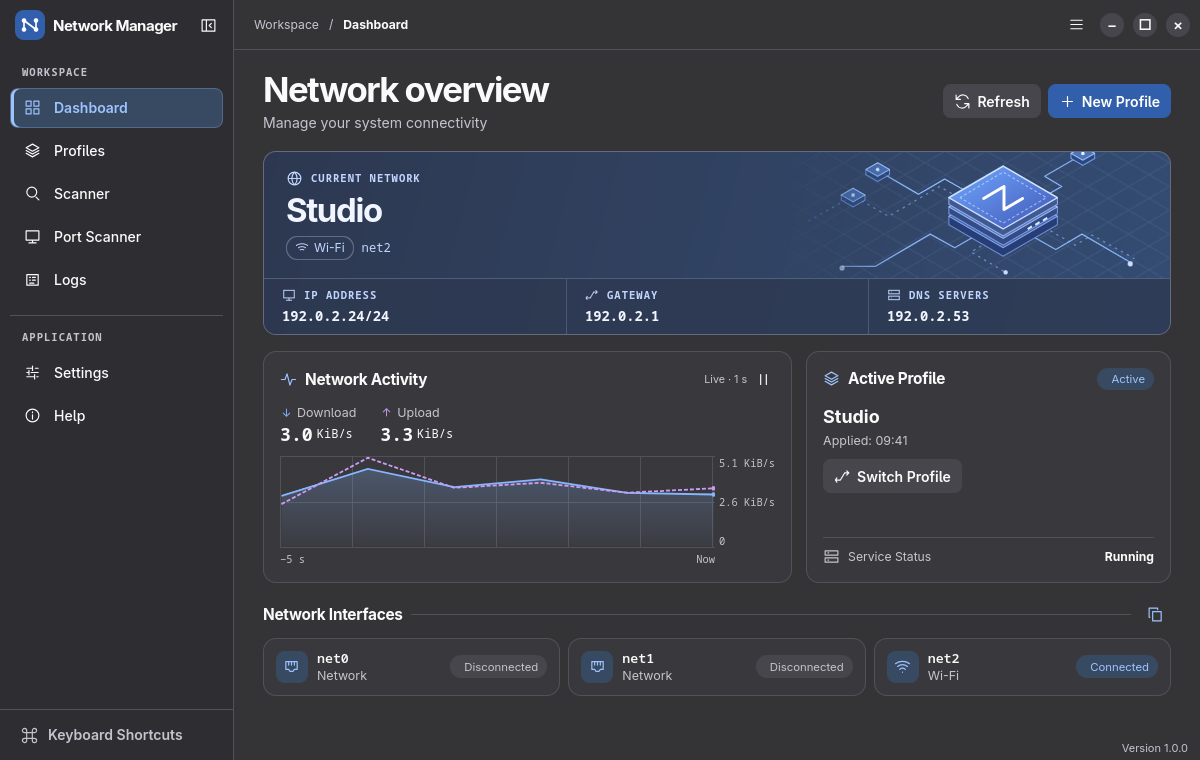 Network Manager
Workspace / Dashboard
WORKSPACE
Dashboard
Profiles
Scanner
Port Scanner
Logs
APPLICATION
Settings
Help
Keyboard Shortcuts
Network overview
Manage your system connectivity
Refresh
New Profile
CURRENT NETWORK
Studio
Wi-Fi net2
IP ADDRESS
192.0.2.24/24
GATEWAY
192.0.2.1
DNS SERVERS
192.0.2.53
Network Activity
Live · 1 s
Download
3.0 KiB/s
Upload
3.3 KiB/s
5.1 KiB/s
2.6 KiB/s
0
−5 s
Now
Active Profile
Active
Studio
Applied: 09:41
Switch Profile
Service Status
Running
Network Interfaces
net0
Network
Disconnected
net1
Network
Disconnected
net2
Wi-Fi
Connected
Version 1.0.0